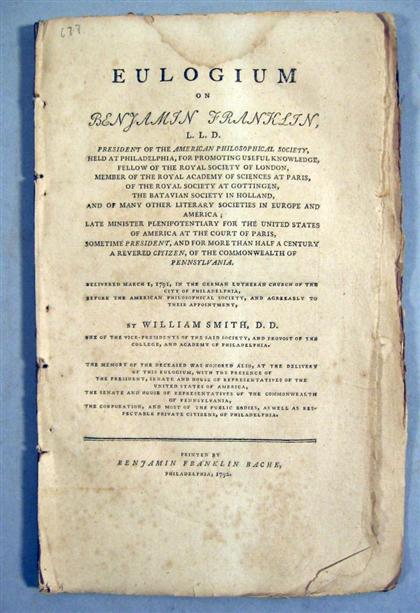 677
EULOGIUM
ON
BENJAMIN FRANKLIN,
L. L. D.
PRESIDENT OF THE AMERICAN PHILOSOPHICAL SOCIETY,
HELD AT PHILADELPHIA, FOR PROMOTING USEFUL KNOWLEDGE,
FELLOW OF THE ROYAL SOCIETY OF LONDON,
MEMBER OF THE ROYAL ACADEMY OF SCIENCES AT PARIS,
OF THE ROYAL SOCIETY AT GOTTINGEN,
THE BATAVIAN SOCIETY IN HOLLAND,
AND OF MANY OTHER LITERARY SOCIETIES IN EUROPE AND
AMERICA;
LATE MINISTER PLENIPOTENTIARY FOR THE UNITED STATES
OF AMERICA AT THE COURT OF PARIS,
SOMETIME PRESIDENT, AND FOR MORE THAN HALF A CENTURY
A REVERED CITIZEN, OF THE COMMONWEALTH OF
PENNSYLVANIA.
DELIVERED MARCH 1, 1791, IN THE GERMAN LUTHERAN CHURCH OF THE
CITY OF PHILADELPHIA,
BEFORE THE AMERICAN PHILOSOPHICAL SOCIETY, AND AGREEABLY TO
THEIR APPOINTMENT,
BY WILLIAM SMITH, D. D.
ONE OF THE VICE-PRESIDENTS OF THE SAID SOCIETY, AND PROVOST OF THE
COLLEGE, AND ACADEMY OF PHILADELPHIA.
THE MEMORY OF THE DECEASED WAS HONORED ALSO, AT THE DELIVERY
OF THIS EULOGIUM, WITH THE PRESENCE OF
THE PRESIDENT, SENATE AND HOUSE OF REPRESENTATIVES OF THE
UNITED STATES OF AMERICA,
THE SENATE AND HOUSE OF REPRESENTATIVES OF THE COMMONWEALTH
OF PENNSYLVANIA,
THE CORPORATION, AND MOST OF THE PUBLIC BODIES, AS WELL AS RES-
PECTABLE PRIVATE CITIZENS, OF PHILADELPHIA.
PRINTED BY
BENJAMIN FRANKLIN BACHE,
PHILADELPHIA; 1792.